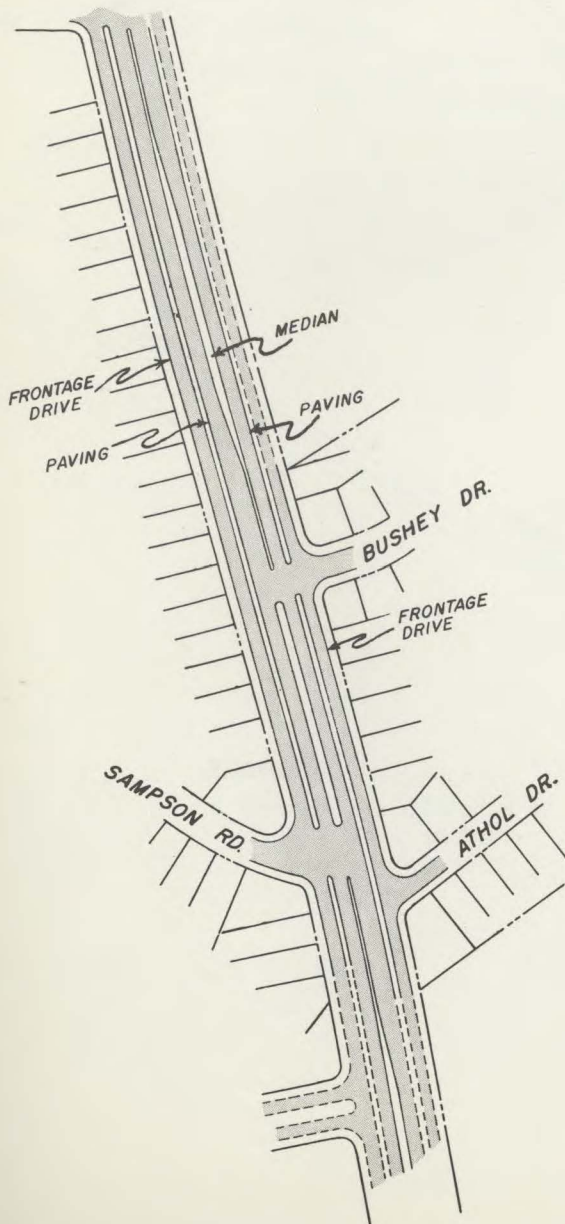 MEDIAN
FRONTAGE
DRIVE
PAVING
PAVING
BUSHEY DR.
FRONTAGE
DRIVE
SAMPSON RD.
ATHOL DR.